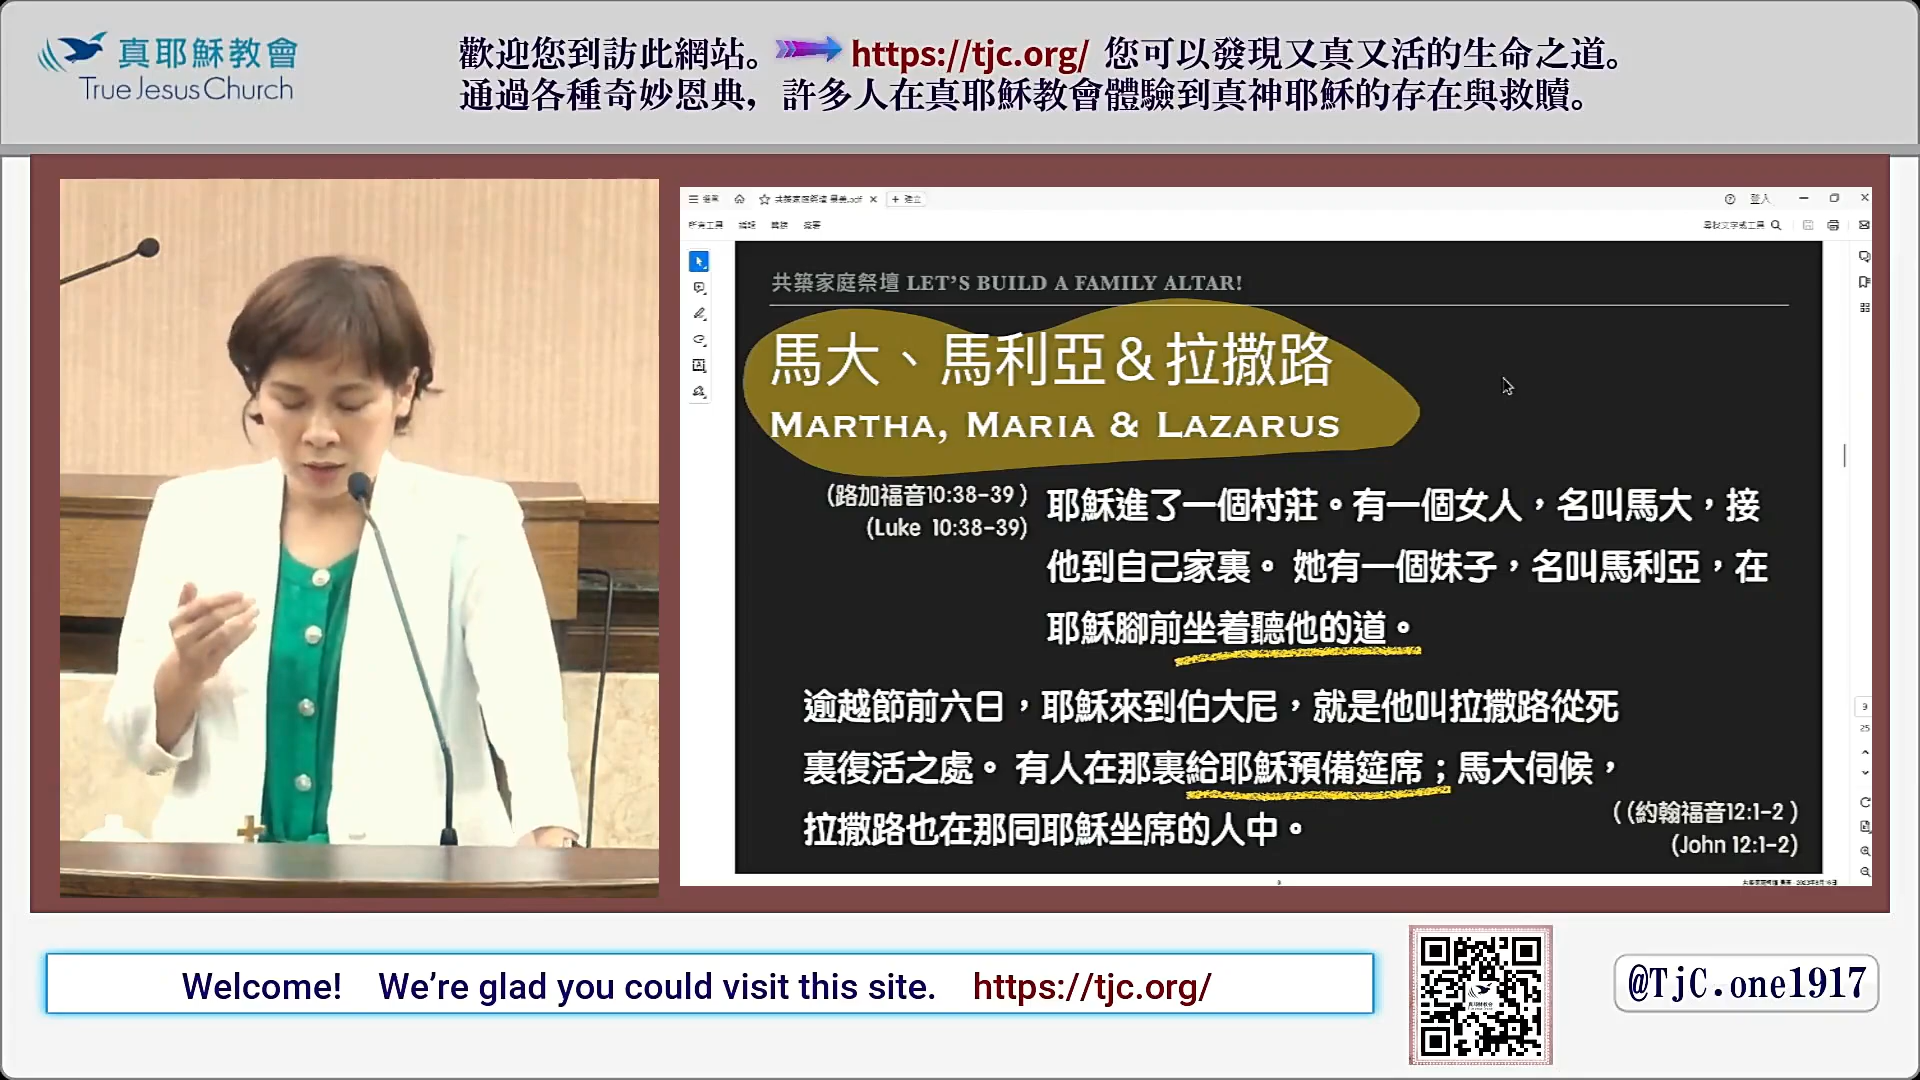 真耶穌教會
True Jesus Church
歡迎您到訪此網站。 https://tjc.org/ 您可以發現又真又活的生命之道。
通過各種奇妙恩典，許多人在真耶穌教會體驗到真神耶穌的存在與救贖。
登入
共築家庭祭壇 LET'S BUILD A FAMILY ALTAR!
馬大、馬利亞&拉撒路
MARTHA, MARIA & LAZARUS
(路加福音10:38-39 )
(Luke 10:38-39)
耶穌進了一個村莊。有一個女人，名叫馬大，接
他到自己家裏。 她有一個妹子，名叫馬利亞，在
耶穌腳前坐着聽他的道。
逾越節前六日，耶穌來到伯大尼，就是他叫拉撒路從死
裏復活之處。 有人在那裏給耶穌預備筵席；馬大伺候，
拉撒路也在那同耶穌坐席的人中。
( (約翰福音12:1-2 )
(John 12:1-2)
9
25
Welcome! We're glad you could visit this site. https://tjc.org/
@TjC.one1917